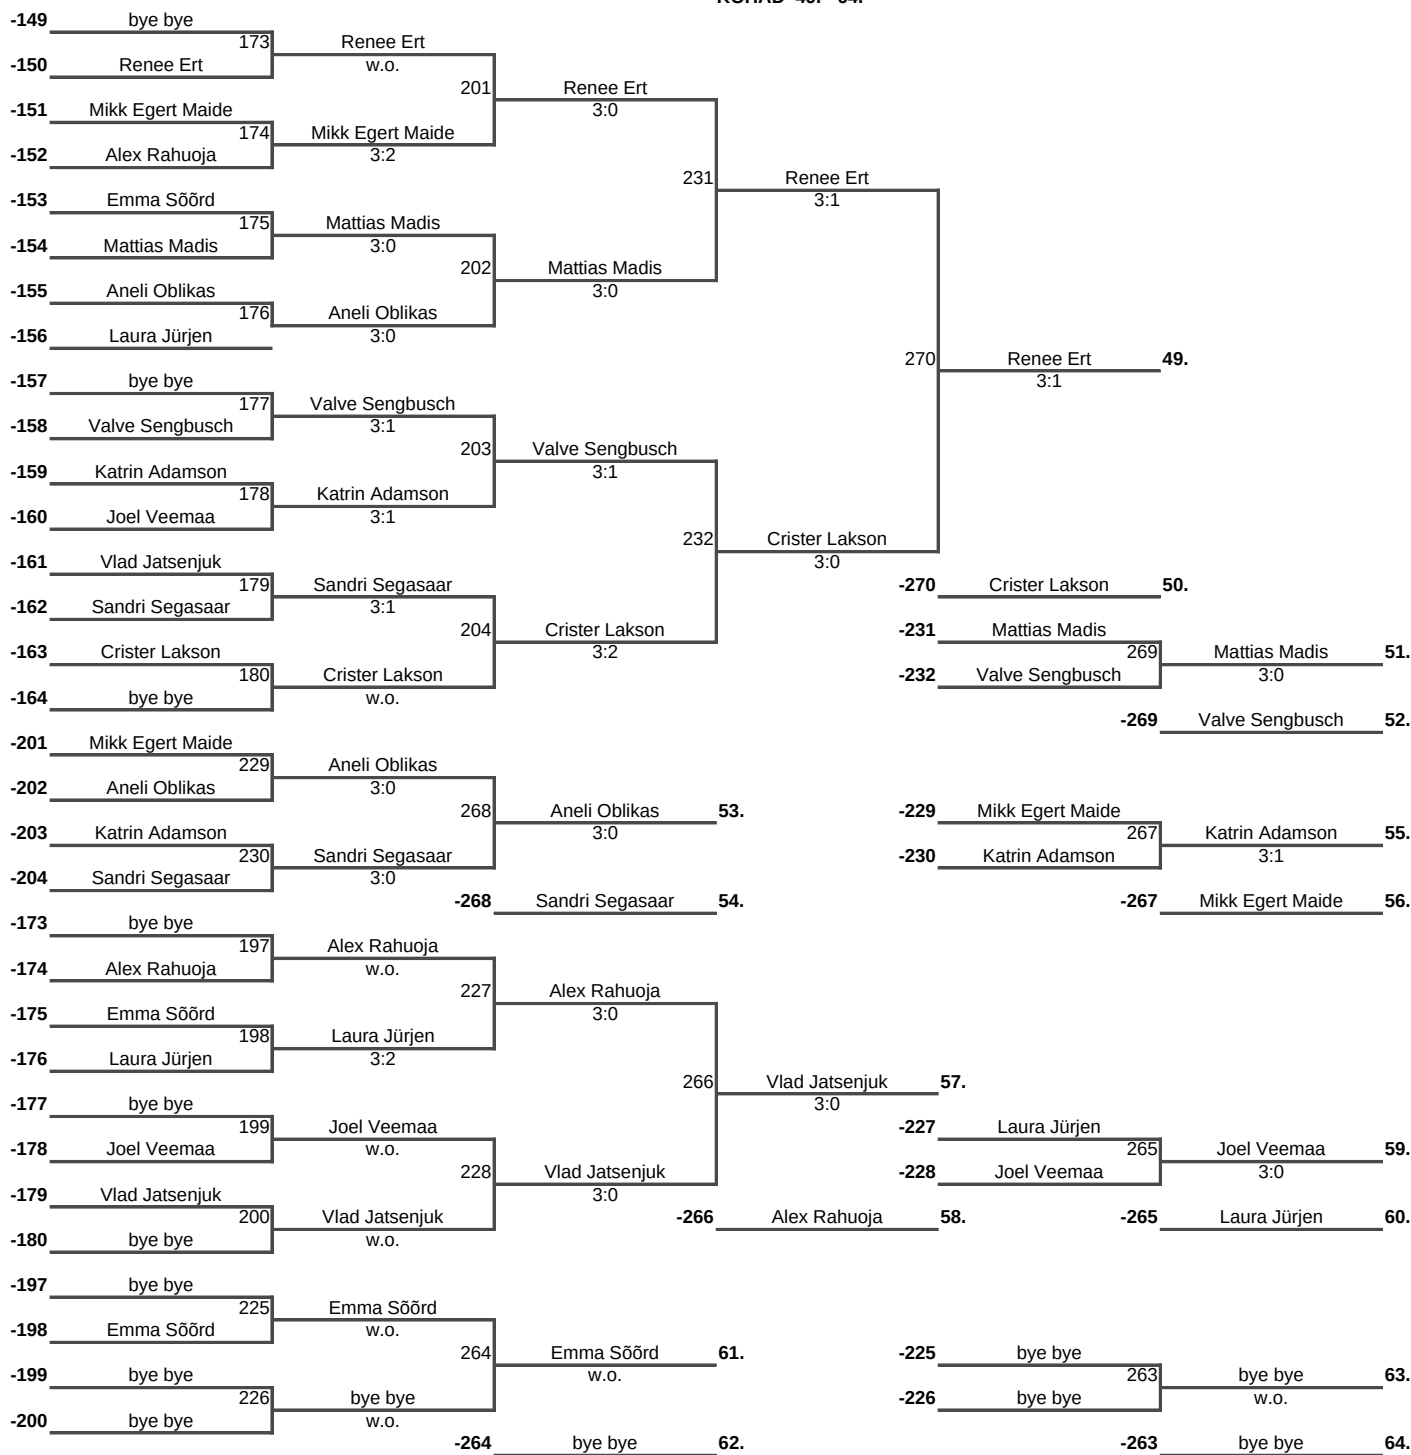 KOHAD 49. - 64.
-149 bye bye
173 Renee Ert
-150 Renee Ert w.o.
201 Renee Ert
-151 Mikk Egert Maide 3:0
174 Mikk Egert Maide
-152 Alex Rahuoja 3:2
231 Renee Ert
-153 Emma Sõõrd 3:1
175 Mattias Madis
-154 Mattias Madis 3:0
202 Mattias Madis
-155 Aneli Oblikas 3:0
176 Aneli Oblikas
-156 Laura Jürjen 3:0
270 Renee Ert 49.
-157 bye bye 3:1
177 Valve Sengbusch
-158 Valve Sengbusch 3:1
203 Valve Sengbusch
-159 Katrin Adamson 3:1
178 Katrin Adamson
-160 Joel Veemaa 3:1
232 Crister Lakson
-161 Vlad Jatsenjuk 3:0
179 Sandri Segasaar -270 Crister Lakson 50.
-162 Sandri Segasaar 3:1
204 Crister Lakson -231 Mattias Madis
-163 Crister Lakson 3:2 269 Mattias Madis 51.
180 Crister Lakson -232 Valve Sengbusch 3:0
-164 bye bye w.o.
-269 Valve Sengbusch 52.
-201 Mikk Egert Maide
229 Aneli Oblikas
-202 Aneli Oblikas 3:0
268 Aneli Oblikas 53. -229 Mikk Egert Maide
-203 Katrin Adamson 3:0 267 Katrin Adamson 55.
230 Sandri Segasaar -230 Katrin Adamson 3:1
-204 Sandri Segasaar 3:0
-268 Sandri Segasaar 54. -267 Mikk Egert Maide 56.
-173 bye bye
197 Alex Rahuoja
-174 Alex Rahuoja w.o.
227 Alex Rahuoja
-175 Emma Sõõrd 3:0
198 Laura Jürjen
-176 Laura Jürjen 3:2
266 Vlad Jatsenjuk 57.
-177 bye bye 3:0
199 Joel Veemaa -227 Laura Jürjen
-178 Joel Veemaa w.o. 265 Joel Veemaa 59.
228 Vlad Jatsenjuk -228 Joel Veemaa 3:0
-179 Vlad Jatsenjuk 3:0
200 Vlad Jatsenjuk -266 Alex Rahuoja 58. -265 Laura Jürjen 60.
-180 bye bye w.o.
-197 bye bye
225 Emma Sõõrd
-198 Emma Sõõrd w.o.
264 Emma Sõõrd 61. -225 bye bye
-199 bye bye w.o. 263 bye bye 63.
226 bye bye -226 bye bye w.o.
-200 bye bye w.o.
-264 bye bye 62. -263 bye bye 64.